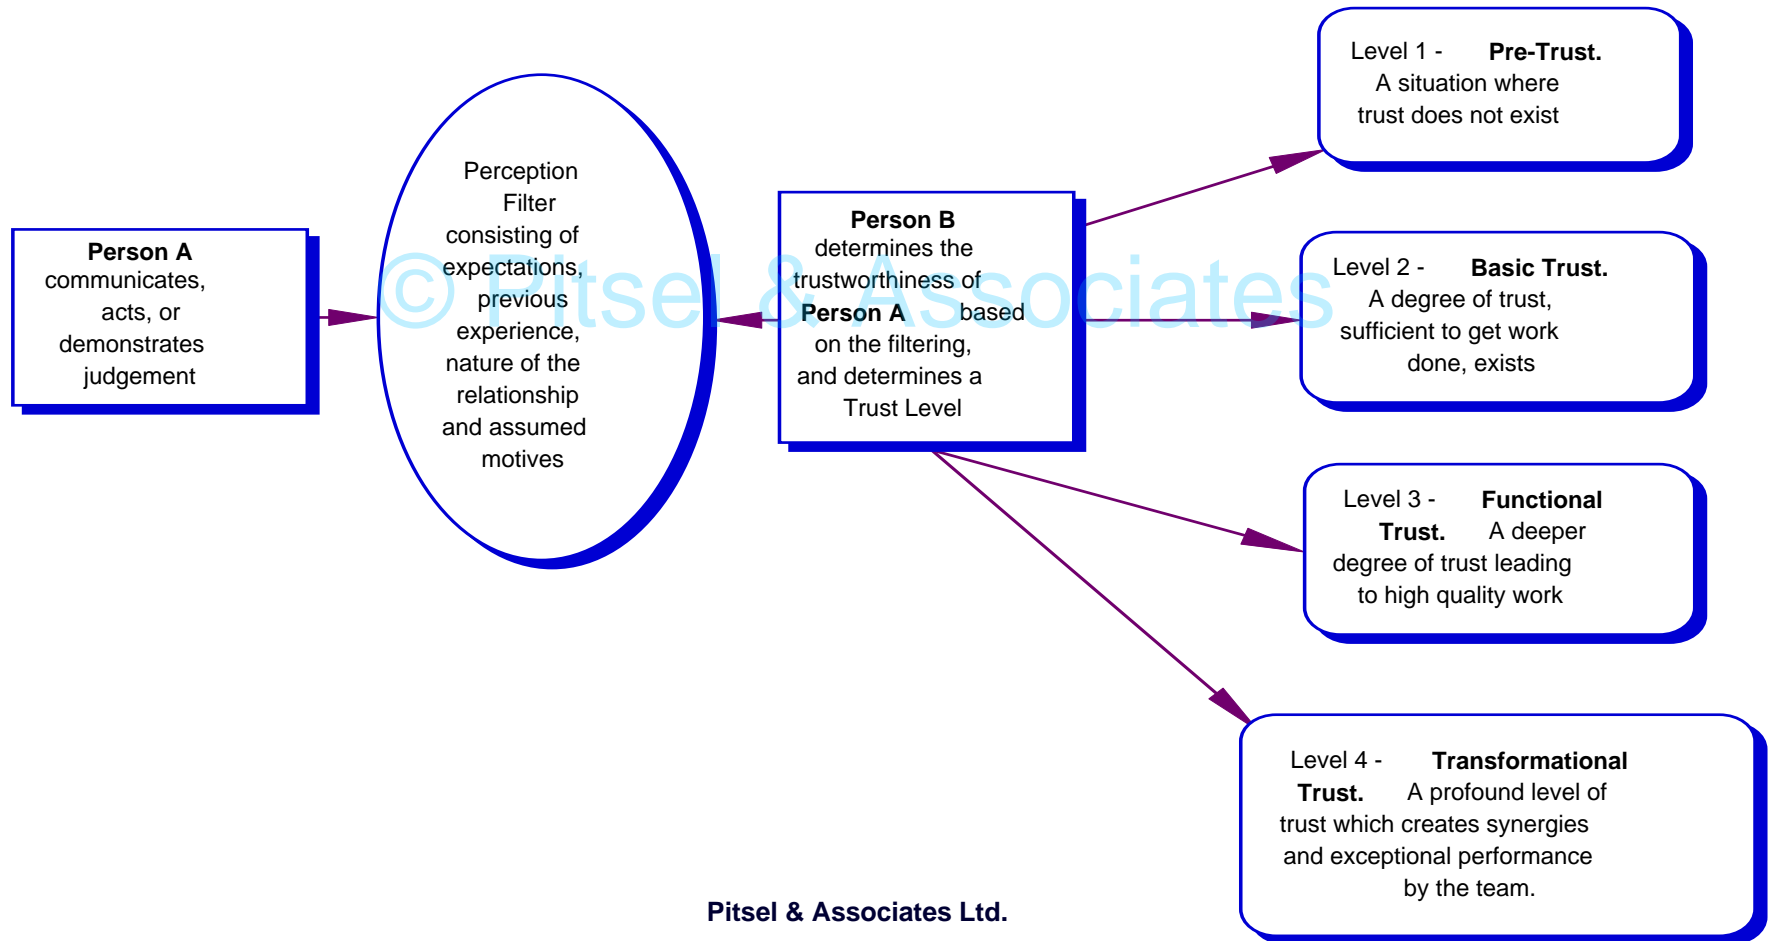 Person A
communicates,
acts, or
demonstrates
judgement
Perception
Filter
consisting of
expectations,
previous
experience,
nature of the
relationship
and assumed
motives
Person B
determines the
trustworthiness of
Person A based
on the filtering,
and determines a
Trust Level
Level 1 - Pre-Trust.
A situation where
trust does not exist
Level 2 - Basic Trust.
A degree of trust,
sufficient to get work
done, exists
Level 3 - Functional
Trust. A deeper
degree of trust leading
to high quality work
Level 4 - Transformational
Trust. A profound level of
trust which creates synergies
and exceptional performance
by the team.
© Pitsel & Associates
Pitsel & Associates Ltd.